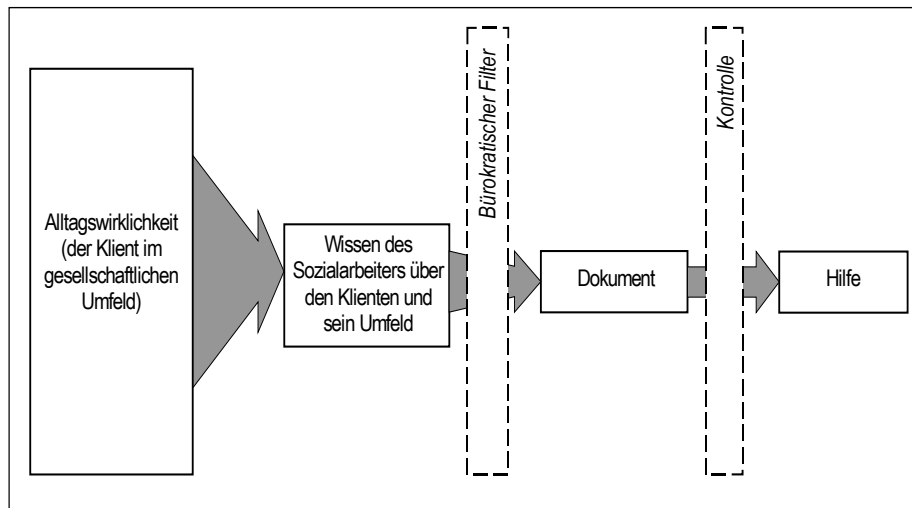 Alltagswirklichkeit
(der Klient im
gesellschaftlichen
Umfeld)
Wissen des
Sozialarbeiters über
den Klienten und
sein Umfeld
Bürokratischer Filter
Dokument
Kontrolle
Hilfe